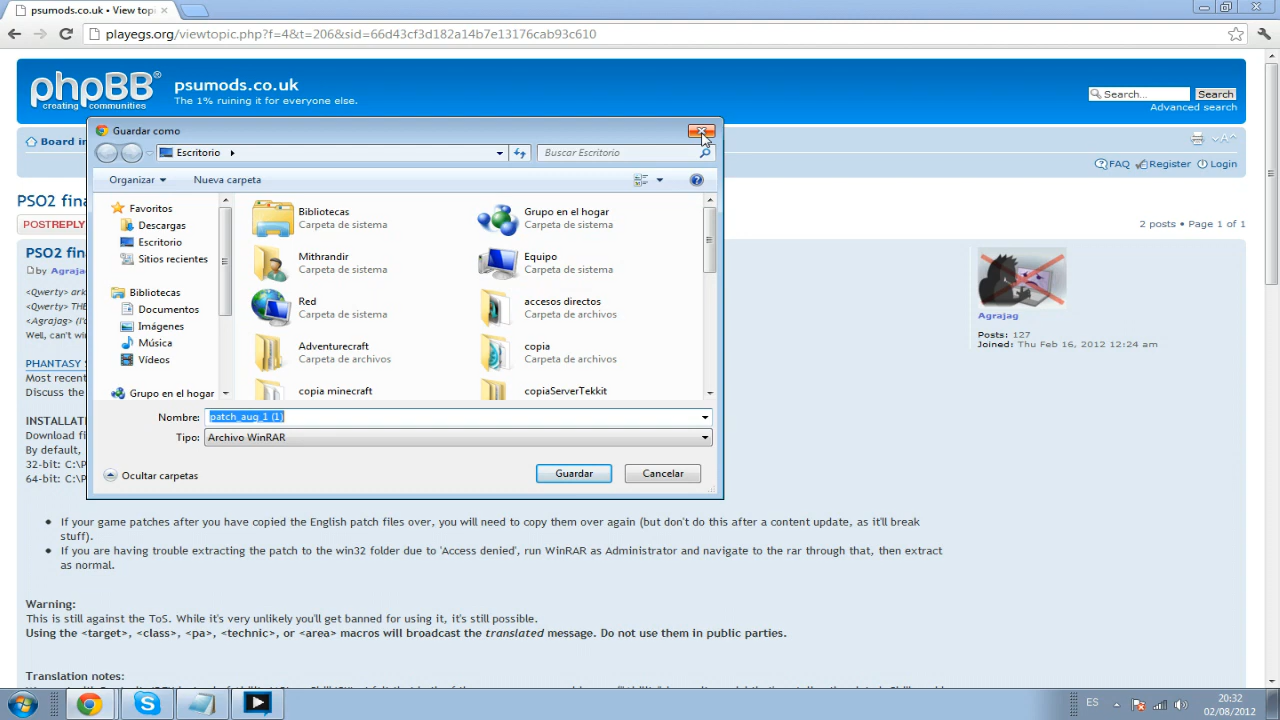 psumods.co.uk • View top
playegs.org/viewtopic.php?f=4&t=206&sid=66d43cf3d182a14b7e13176cab93c610
phpBB®
creating communities
psumods.co.uk
The 1% ruining it for everyone else.
Search...
Search
Advanced search
Board in
FAQ
Register
Login
PSO2 fina
POSTREPLY
2 posts • Page 1 of 1
PSO2 fin
by Agraja
<Qwerty> ark
<Qwerty> THE
<Agrajag> (I'
Well, can't win
PHANTASY
Most recent
Discuss the
INSTALLAT
Download fi
By default,
32-bit: C:\P
64-bit: C:\P
Agrajag
Posts: 127
Joined: Thu Feb 16, 2012 12:24 am
Guardar como
Escritorio
Buscar Escritorio
Organizar
Nueva carpeta
Favoritos
Descargas
Escritorio
Sitios recientes
Bibliotecas
Documentos
Imágenes
Música
Vídeos
Grupo en el hogar
Bibliotecas
Carpeta de sistema
Grupo en el hogar
Carpeta de sistema
Mithrandir
Carpeta de sistema
Equipo
Carpeta de sistema
Red
Carpeta de sistema
accesos directos
Carpeta de archivos
Adventurecraft
Carpeta de archivos
copia
Carpeta de archivos
copia minecraft
copiaServerTekkit
Nombre: patch_aug_1 (1)
Tipo: Archivo WinRAR
Ocultar carpetas
Guardar
Cancelar
• If your game patches after you have copied the English patch files over, you will need to copy them over again (but don't do this after a content update, as it'll break
stuff).
• If you are having trouble extracting the patch to the win32 folder due to 'Access denied', run WinRAR as Administrator and navigate to the rar through that, then extract
as normal.
Warning:
This is still against the ToS. While it's very unlikely you'll get banned for using it, it's still possible.
Using the <target>, <class>, <pa>, <technic>, or <area> macros will broadcast the translated message. Do not use them in public parties.
Translation notes:
ES
20:32
02/08/2012